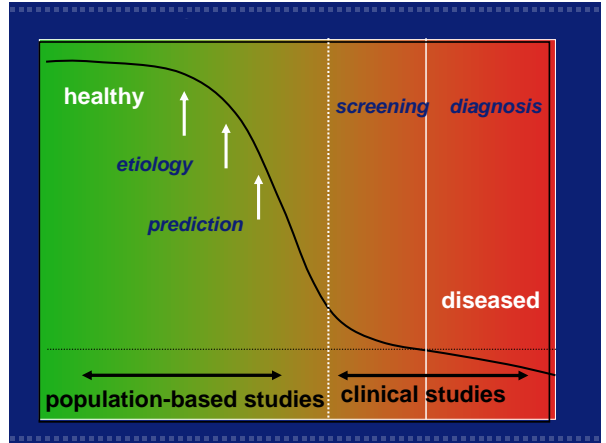 healthy
screening
diagnosis
etiology
prediction
diseased
population-based studies
clinical studies